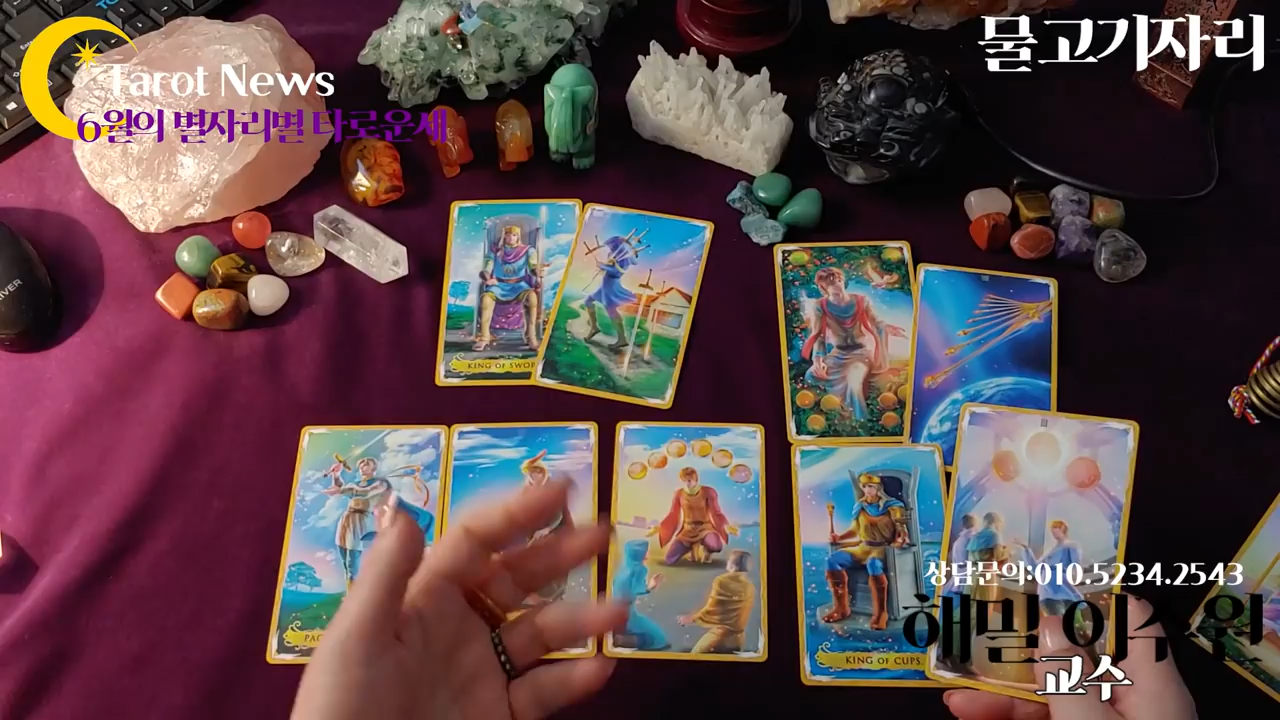 Tarot News
6월의 별자리별 타로운세
물고기자리
KING OF SWOR
KING OF CUPS
상담문의:010.5234.2543
해밀 이수원
교수